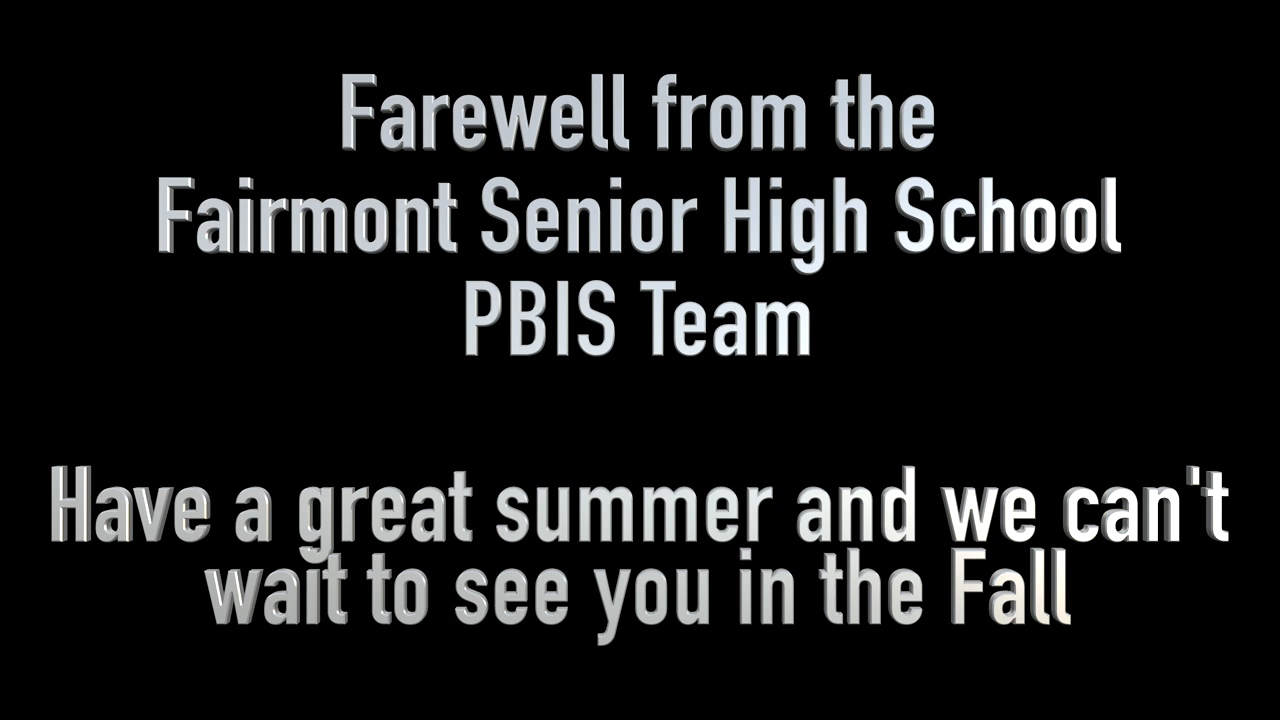 Farewell from the
Fairmont Senior High School
PBIS Team
Have a great summer and we can't
wait to see you in the Fall